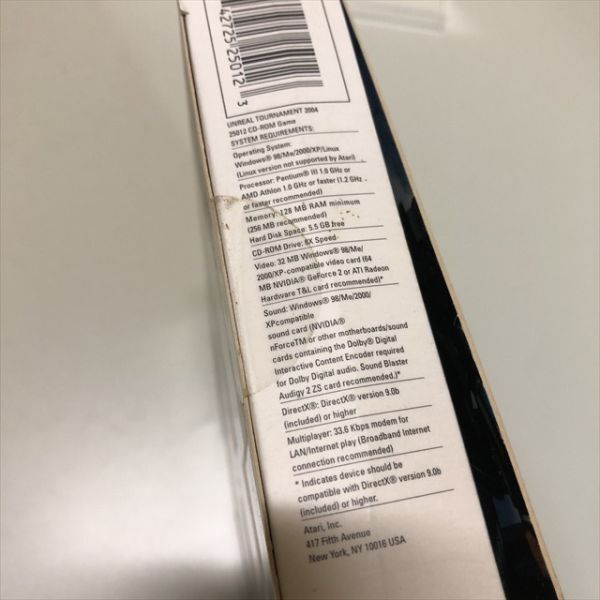 42725 25012 3
UNREAL TOURNAMENT 2004
25012 CD-ROM Game
SYSTEM REQUIREMENTS:
Operating System:
Windows® 98/Me/2000/XP/Linux
(Linux version not supported by Atari)
Processor: Pentium® III 1.0 GHz or
AMD Athlon 1.0 GHz or faster (1.2 GHz
or faster recommended)
Memory: 128 MB RAM minimum
(256 MB recommended)
Hard Disk Space: 5.5 GB free
CD-ROM Drive: 8X Speed
Video: 32 MB Windows® 98/Me/
2000/XP-compatible video card (64
MB NVIDIA® GeForce 2 or ATI Radeon
Hardware T&L card recommended)*
Sound: Windows® 98/Me/2000/
XPcompatible
sound card (NVIDIA®
nForceTM or other motherboards/sound
cards containing the Dolby® Digital
Interactive Content Encoder required
for Dolby Digital audio. Sound Blaster
Audigy 2 ZS card recommended.)*
DirectX®: DirectX® version 9.0b
(included) or higher
Multiplayer: 33.6 Kbps modem for
LAN/Internet play (Broadband Internet
connection recommended)
* Indicates device should be
compatible with DirectX® version 9.0b
(included) or higher.
Atari, Inc.
417 Fifth Avenue
New York, NY 10016 USA